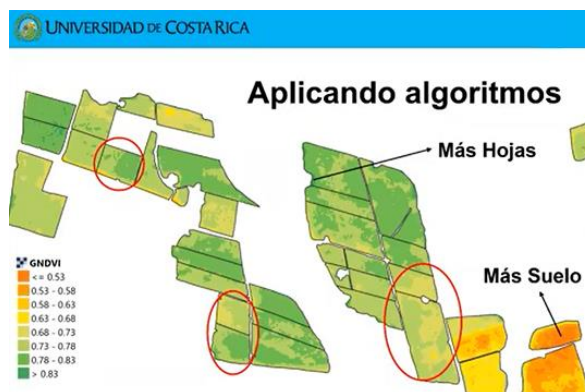 UNIVERSIDAD DE COSTA RICA
Aplicando algoritmos
Más Hojas
Más Suelo
GNDVI
<= 0.53
0.53 - 0.58
0.58 - 0.63
0.63 - 0.68
0.68 - 0.73
0.73 - 0.78
0.78 - 0.83
> 0.83